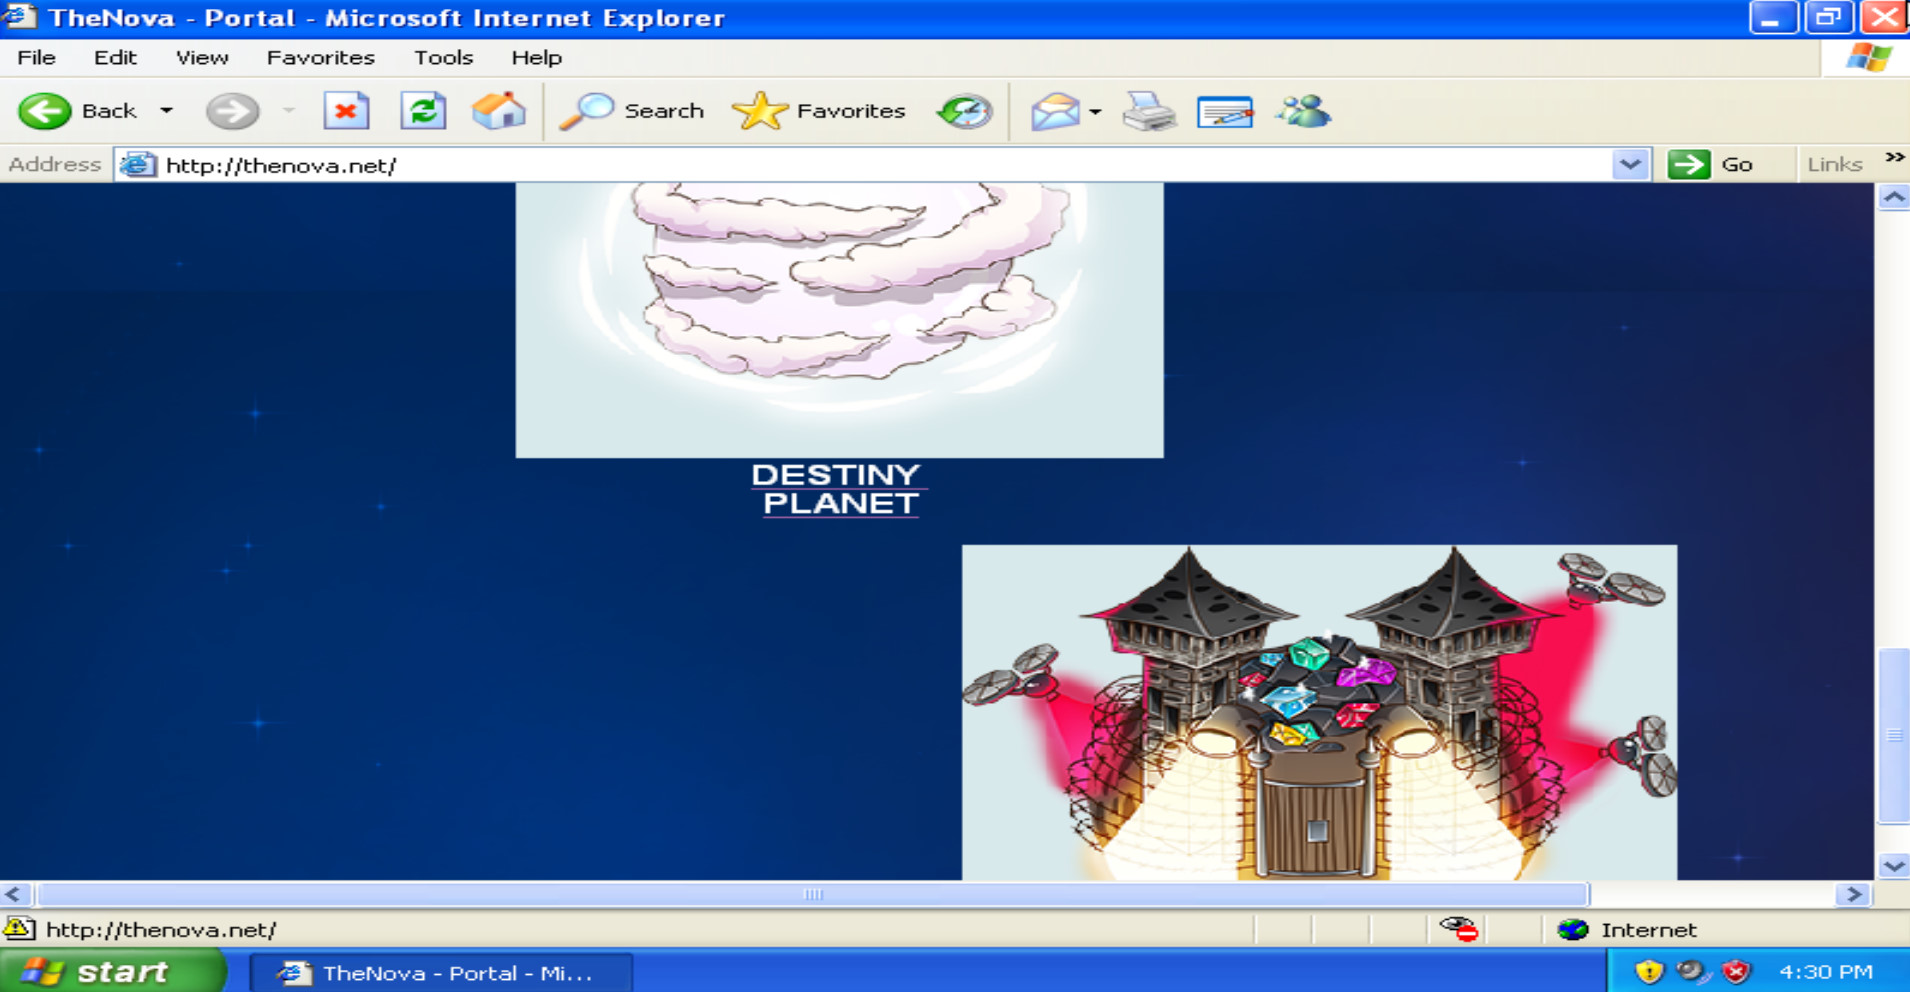 TheNova - Portal - Microsoft Internet Explorer
File Edit View Favorites Tools Help
Back Search Favorites
Address http://thenova.net/ Go Links »
DESTINY
PLANET
http://thenova.net/ Internet
start TheNova - Portal - Mi... 4:30 PM